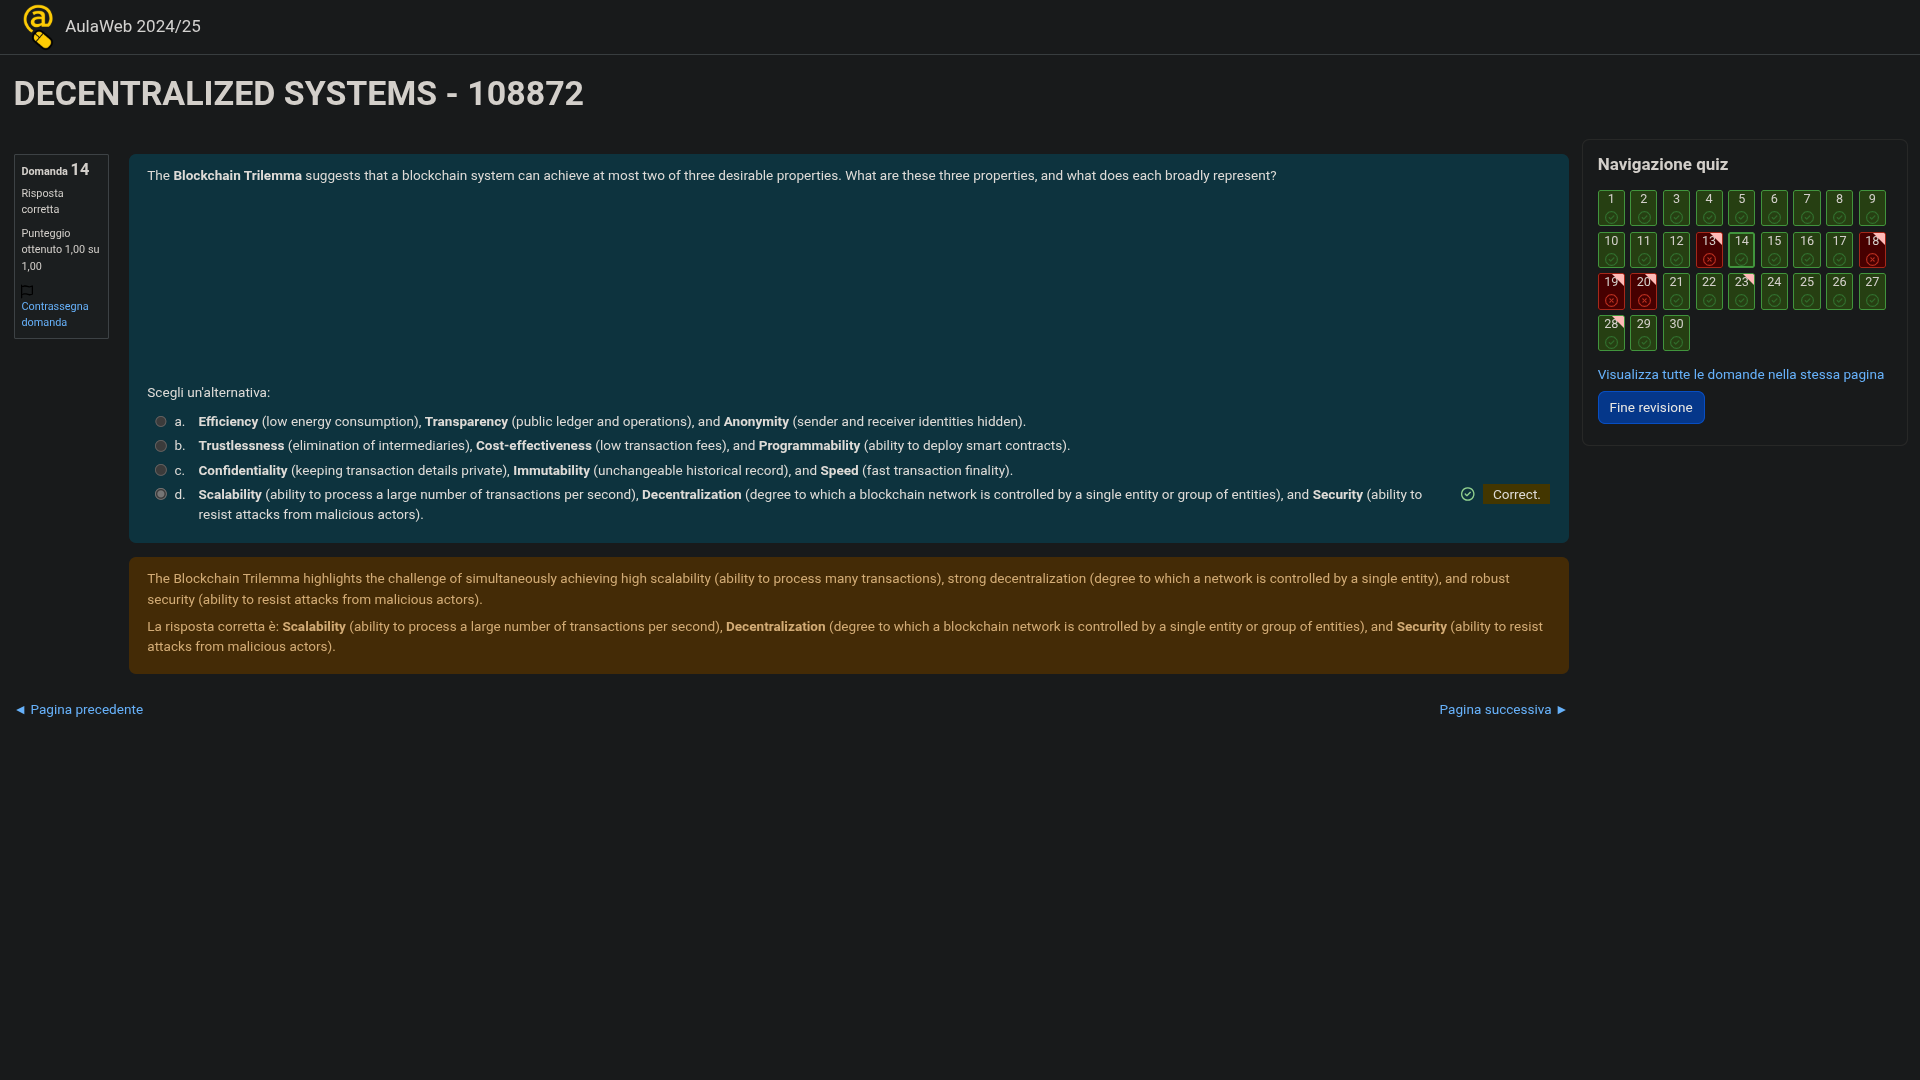 AulaWeb 2024/25
DECENTRALIZED SYSTEMS - 108872
Domanda 14
Risposta
corretta
Punteggio
ottenuto 1,00 su
1,00
Contrassegna
domanda
The Blockchain Trilemma suggests that a blockchain system can achieve at most two of three desirable properties. What are these three properties, and what does each broadly represent?
Scegli un'alternativa:
a. Efficiency (low energy consumption), Transparency (public ledger and operations), and Anonymity (sender and receiver identities hidden).
b. Trustlessness (elimination of intermediaries), Cost-effectiveness (low transaction fees), and Programmability (ability to deploy smart contracts).
c. Confidentiality (keeping transaction details private), Immutability (unchangeable historical record), and Speed (fast transaction finality).
d. Scalability (ability to process a large number of transactions per second), Decentralization (degree to which a blockchain network is controlled by a single entity or group of entities), and Security (ability to
resist attacks from malicious actors).
Correct.
The Blockchain Trilemma highlights the challenge of simultaneously achieving high scalability (ability to process many transactions), strong decentralization (degree to which a network is controlled by a single entity), and robust
security (ability to resist attacks from malicious actors).
La risposta corretta è: Scalability (ability to process a large number of transactions per second), Decentralization (degree to which a blockchain network is controlled by a single entity or group of entities), and Security (ability to resist
attacks from malicious actors).
◄ Pagina precedente
Pagina successiva ►
Navigazione quiz
1 2 3 4 5 6 7 8 9
10 11 12 13 14 15 16 17 18
19 20 21 22 23 24 25 26 27
28 29 30
Visualizza tutte le domande nella stessa pagina
Fine revisione